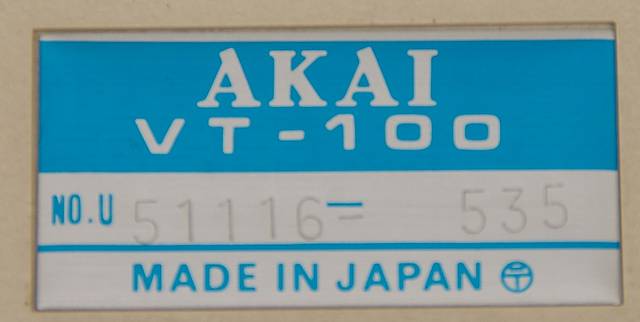 AKAI
VT-100
NO.U 51116- 535
MADE IN JAPAN 〒